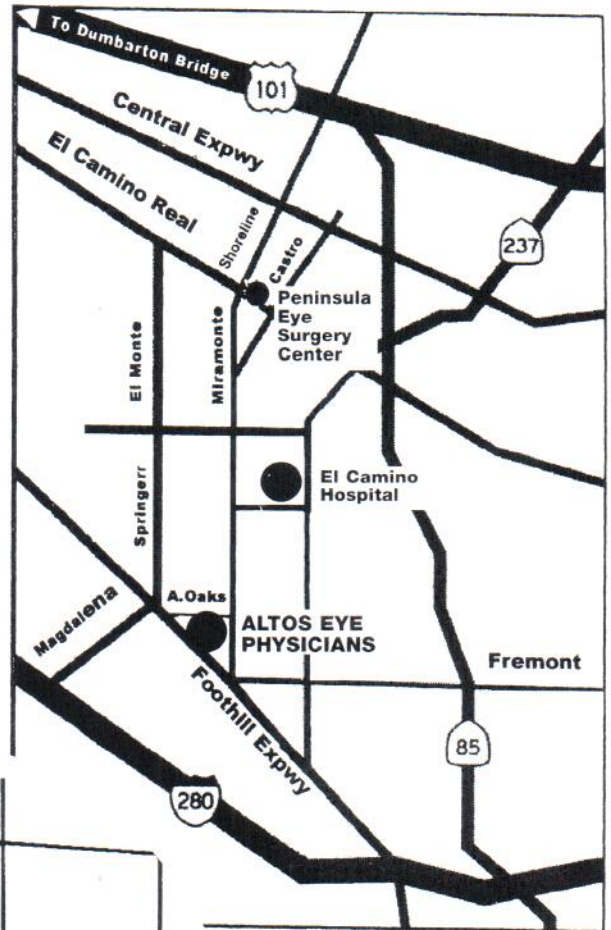 To Dumbarton Bridge
101
Central Expwy
El Camino Real
237
Shoreline
Castro
Peninsula
Eye
Surgery
Center
El Monte
Miramonte
El Camino
Hospital
Springerr
A.Oaks
Magdalena
ALTOS EYE
PHYSICIANS
Fremont
Foothill Expwy
85
280